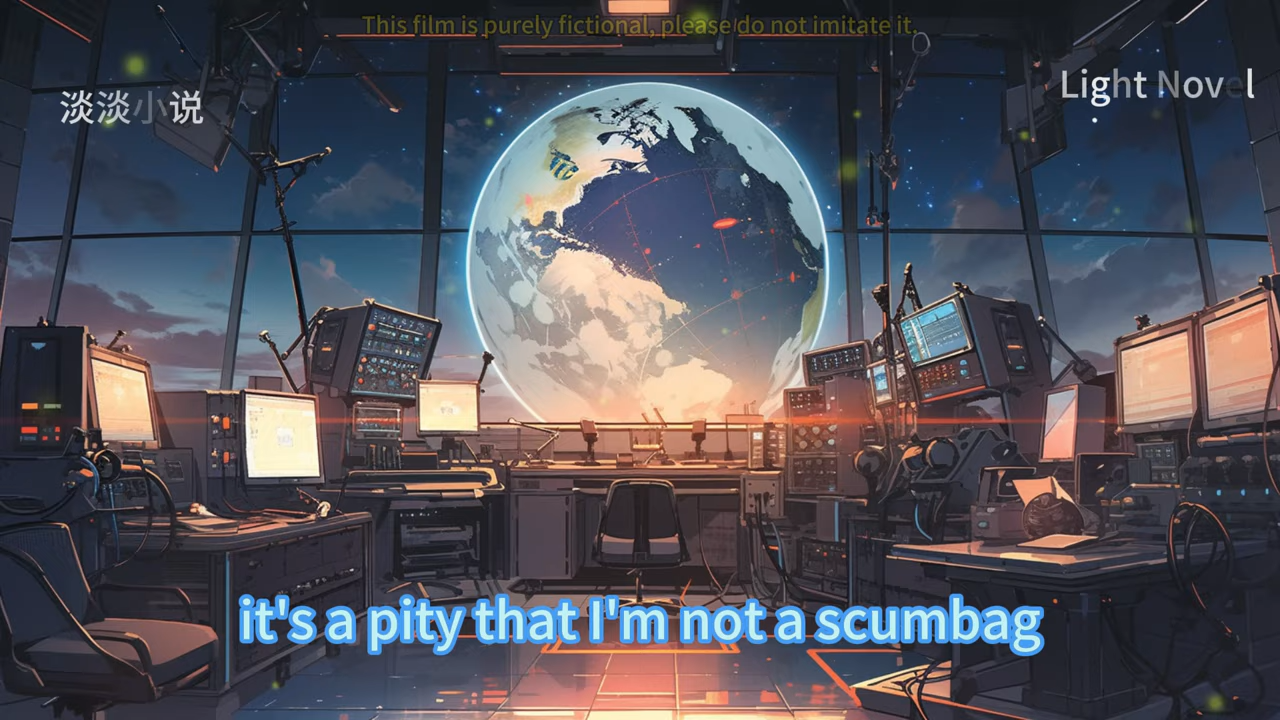 This film is purely fictional, please do not imitate it.
淡淡小说
Light Novel
it's a pity that I'm not a scumbag